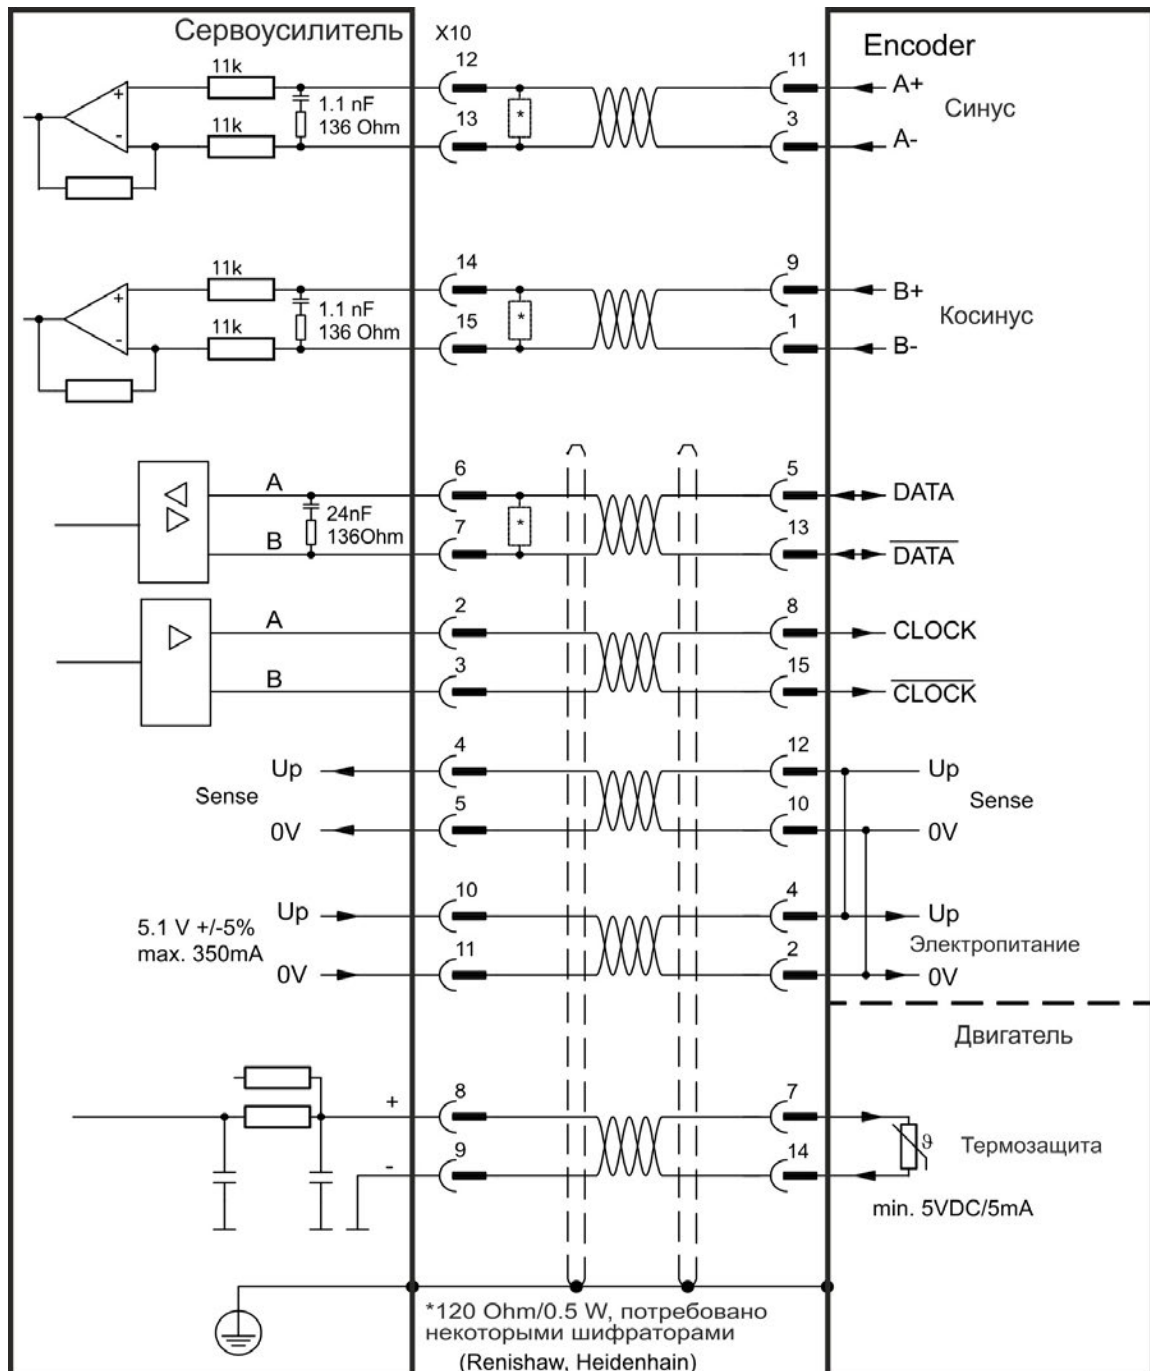 Сервоусилитель
X10
Encoder
11k
12
11
A+
Синус
1.1 nF
136 Ohm
*
11k
13
3
A-
11k
14
9
B+
Косинус
1.1 nF
136 Ohm
*
11k
15
1
B-
A
6
5
DATA
24nF
136Ohm
*
B
7
13
DATA
A
2
8
CLOCK
B
3
15
CLOCK
Up
4
12
Up
Sense
Sense
0V
5
10
0V
Up
10
4
Up
5.1 V +/-5%
max. 350mA
Электропитание
0V
11
2
0V
Двигатель
+
8
7
ϑ
Термозащита
-
9
14
min. 5VDC/5mA
*120 Ohm/0.5 W, потребовано
некоторыми шифраторами
(Renishaw, Heidenhain)
+
-
+
-